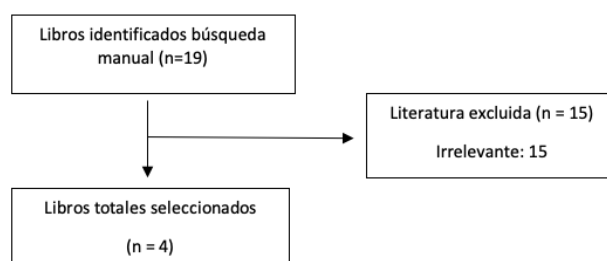 Libros identificados búsqueda
manual (n=19)
Literatura excluida (n = 15)
Irrelevante: 15
Libros totales seleccionados
(n = 4)